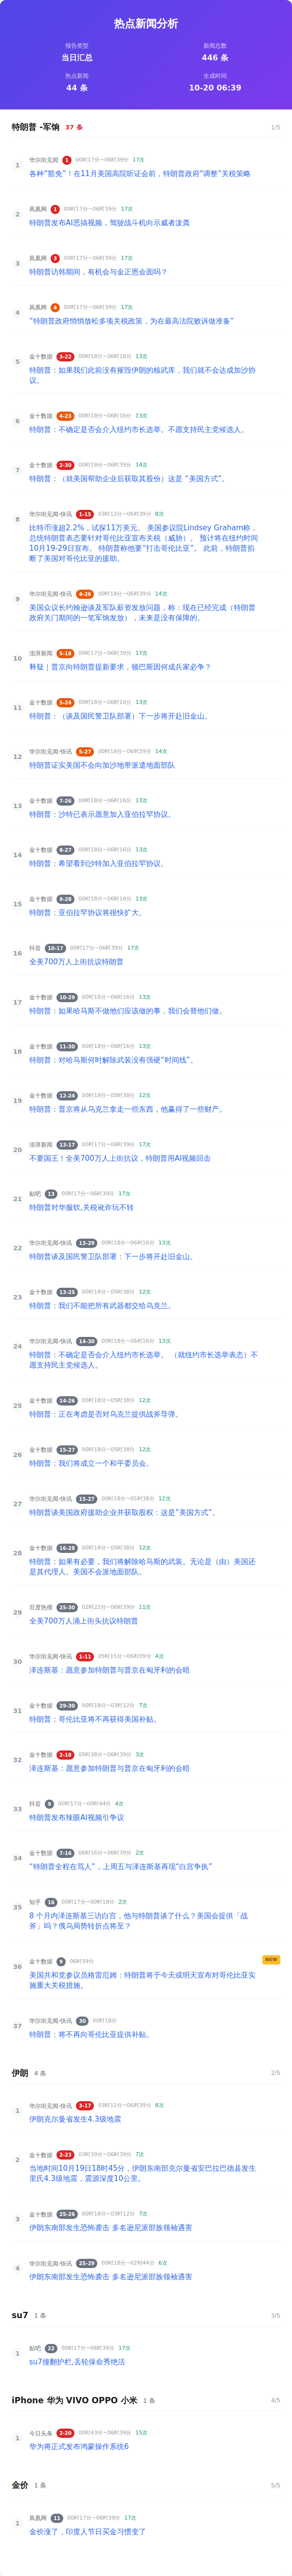 热点新闻分析
报告类型
新闻总数
当日汇总
446 条
热点新闻
生成时间
44 条
10-20 06:39
特朗普 -军饷 37 条 1/5
1
华尔街见闻 1 00时17分~06时39分 17次
各种“豁免”！在11月美国高院听证会前，特朗普政府“调整”关税策略
2
凤凰网 1 00时17分~06时39分 17次
特朗普发布AI恶搞视频，驾驶战斗机向示威者泼粪
3
凤凰网 3 00时17分~06时39分 17次
特朗普访韩期间，有机会与金正恩会面吗？
4
凤凰网 4 00时17分~06时39分 17次
“特朗普政府悄悄放松多项关税政策，为在最高法院败诉做准备”
5
金十数据 3-22 00时18分~06时16分 13次
特朗普：如果我们此前没有摧毁伊朗的核武库，我们就不会达成加沙协
议。
6
金十数据 4-23 00时18分~06时16分 13次
特朗普：不确定是否会介入纽约市长选举。不愿支持民主党候选人。
7
金十数据 2-30 00时18分~06时39分 14次
特朗普：（就美国帮助企业后获取其股份）这是 “美国方式”。
8
华尔街见闻-快讯 1-15 03时12分~06时39分 8次
比特币涨超2.2%，试探11万美元。 美国参议院Lindsey Graham称，
总统特朗普表态要针对哥伦比亚宣布关税（威胁）。 预计将在纽约时间
10月19-29日宣布。 特朗普称他要“打击哥伦比亚”。 此前，特朗普掐
断了美国对哥伦比亚的援助。
9
华尔街见闻-快讯 4-26 00时18分~06时39分 14次
美国众议长约翰逊谈及军队薪资发放问题，称：现在已经完成（特朗普
政府关门期间的一笔军饷发放），未来是没有保障的。
10
澎湃新闻 5-18 00时17分~06时39分 17次
释疑｜普京向特朗普提新要求，顿巴斯因何成兵家必争？
11
金十数据 5-24 00时18分~06时16分 13次
特朗普：（谈及国民警卫队部署）下一步将开赴旧金山。
12
华尔街见闻-快讯 5-27 00时18分~06时39分 14次
特朗普证实美国不会向加沙地带派遣地面部队
13
金十数据 7-26 00时18分~06时16分 13次
特朗普：沙特已表示愿意加入亚伯拉罕协议。
14
金十数据 8-27 00时18分~06时16分 13次
特朗普：希望看到沙特加入亚伯拉罕协议。
15
金十数据 9-28 00时18分~06时16分 13次
特朗普：亚伯拉罕协议将很快扩大。
16
抖音 10-17 00时17分~06时39分 17次
全美700万人上街抗议特朗普
17
金十数据 10-29 00时18分~06时16分 13次
特朗普：如果哈马斯不做他们应该做的事，我们会替他们做。
18
金十数据 11-30 00时18分~06时16分 13次
特朗普：对哈马斯何时解除武装没有强硬“时间线”。
19
金十数据 12-24 00时18分~05时38分 12次
特朗普：普京将从乌克兰拿走一些东西，他赢得了一些财产。
20
澎湃新闻 13-17 00时17分~06时39分 17次
不要国王！全美700万人上街抗议，特朗普用AI视频回击
21
贴吧 13 00时17分~06时39分 17次
特朗普对华服软,关税讹诈玩不转
22
华尔街见闻-快讯 13-29 00时18分~06时16分 13次
特朗普谈及国民警卫队部署：下一步将开赴旧金山。
23
金十数据 13-25 00时18分~05时38分 12次
特朗普：我们不能把所有武器都交给乌克兰。
24
华尔街见闻-快讯 14-30 00时18分~06时16分 13次
特朗普：不确定是否会介入纽约市长选举。 （就纽约市长选举表态）不
愿支持民主党候选人。
25
金十数据 14-26 00时18分~05时38分 12次
特朗普：正在考虑是否对乌克兰提供战斧导弹。
26
金十数据 15-27 00时18分~05时38分 12次
特朗普：我们将成立一个和平委员会。
27
华尔街见闻-快讯 15-27 00时18分~05时38分 12次
特朗普谈美国政府援助企业并获取股权：这是“美国方式”。
28
金十数据 16-28 00时18分~05时38分 12次
特朗普：如果有必要，我们将解除哈马斯的武装。无论是（由）美国还
是其代理人。美国不会派地面部队。
29
百度热搜 25-30 02时22分~06时39分 11次
全美700万人涌上街头抗议特朗普
30
华尔街见闻-快讯 1-11 05时15分~06时39分 4次
泽连斯基：愿意参加特朗普与普京在匈牙利的会晤
31
金十数据 29-30 00时18分~03时12分 7次
特朗普：哥伦比亚将不再获得美国补贴。
32
金十数据 2-18 05时38分~06时39分 3次
泽连斯基：愿意参加特朗普与普京在匈牙利的会晤
33
抖音 9 00时17分~00时44分 4次
特朗普发布辣眼AI视频引争议
34
金十数据 7-16 06时16分~06时39分 2次
“特朗普全程在骂人”，上周五与泽连斯基再现“白宫争执”
35
知乎 16 00时17分~00时18分 2次
8 个月内泽连斯基三访白宫，他与特朗普谈了什么？美国会提供「战
斧」吗？俄乌局势转折点将至？
36
金十数据 9 06时39分 NEW
美国共和党参议员格雷厄姆：特朗普将于今天或明天宣布对哥伦比亚实
施重大关税措施。
37
华尔街见闻-快讯 30 00时18分
特朗普：将不再向哥伦比亚提供补贴。
伊朗 4 条 2/5
1
华尔街见闻-快讯 3-17 03时12分~06时39分 8次
伊朗克尔曼省发生4.3级地震
2
金十数据 2-23 03时39分~06时39分 7次
当地时间10月19日18时45分，伊朗东南部克尔曼省安巴拉巴德县发生
里氏4.3级地震，震源深度10公里。
3
金十数据 25-26 00时18分~03时12分 7次
伊朗东南部发生恐怖袭击 多名逊尼派部族领袖遇害
4
华尔街见闻-快讯 25-29 00时18分~02时44分 6次
伊朗东南部发生恐怖袭击 多名逊尼派部族领袖遇害
su7 1 条 3/5
1
贴吧 22 00时17分~06时39分 17次
su7撞翻护栏,丢轮保命秀绝活
iPhone 华为 VIVO OPPO 小米 1 条 4/5
1
今日头条 2-20 00时43分~06时39分 15次
华为将正式发布鸿蒙操作系统6
金价 1 条 5/5
1
凤凰网 11 00时17分~06时39分 17次
金价涨了，印度人节日买金习惯变了